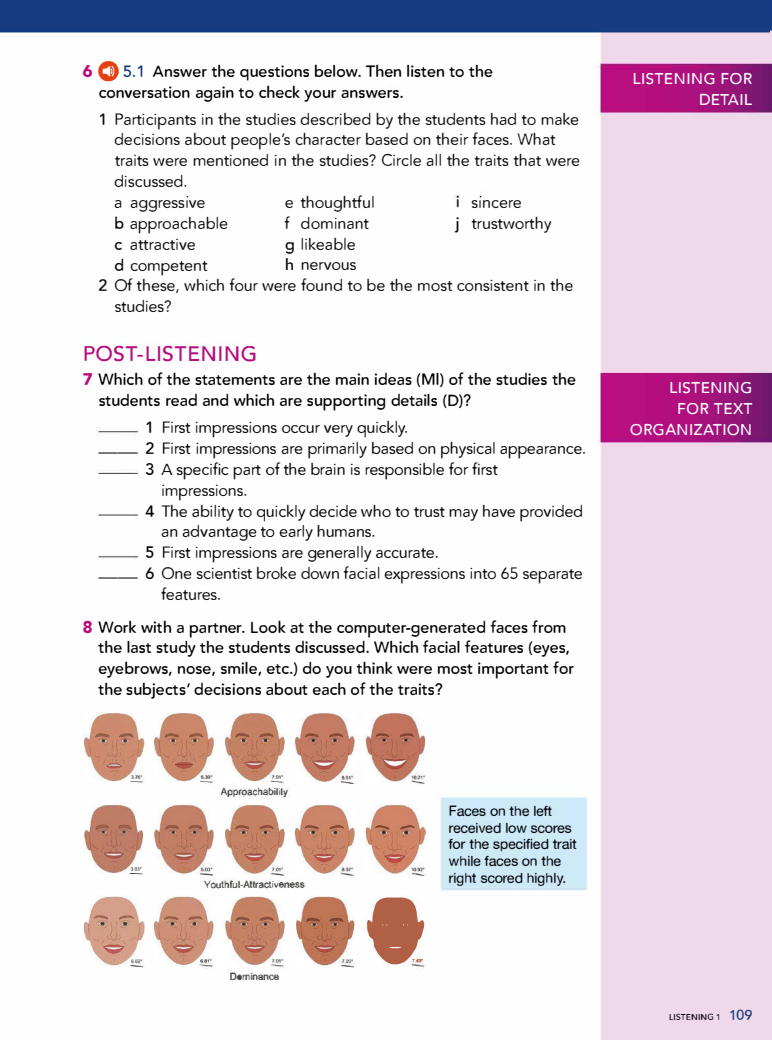 6 5.1 Answer the questions below. Then listen to the
conversation again to check your answers.
1 Participants in the studies described by the students had to make
decisions about people's character based on their faces. What
traits were mentioned in the studies? Circle all the traits that were
discussed.
a aggressive
b approachable
c attractive
d competent
e thoughtful
f dominant
g likeable
h nervous
i sincere
j trustworthy
2 Of these, which four were found to be the most consistent in the
studies?
LISTENING FOR
DETAIL
POST-LISTENING
7 Which of the statements are the main ideas (MI) of the studies the
students read and which are supporting details (D)?
1 First impressions occur very quickly.
2 First impressions are primarily based on physical appearance.
3 A specific part of the brain is responsible for first
impressions.
4 The ability to quickly decide who to trust may have provided
an advantage to early humans.
5 First impressions are generally accurate.
6 One scientist broke down facial expressions into 65 separate
features.
LISTENING
FOR TEXT
ORGANIZATION
8 Work with a partner. Look at the computer-generated faces from
the last study the students discussed. Which facial features (eyes,
eyebrows, nose, smile, etc.) do you think were most important for
the subjects' decisions about each of the traits?
Approachability
Youthful-Attractiveness
Dominance
Faces on the left
received low scores
for the specified trait
while faces on the
right scored highly.
LISTENING 1 109